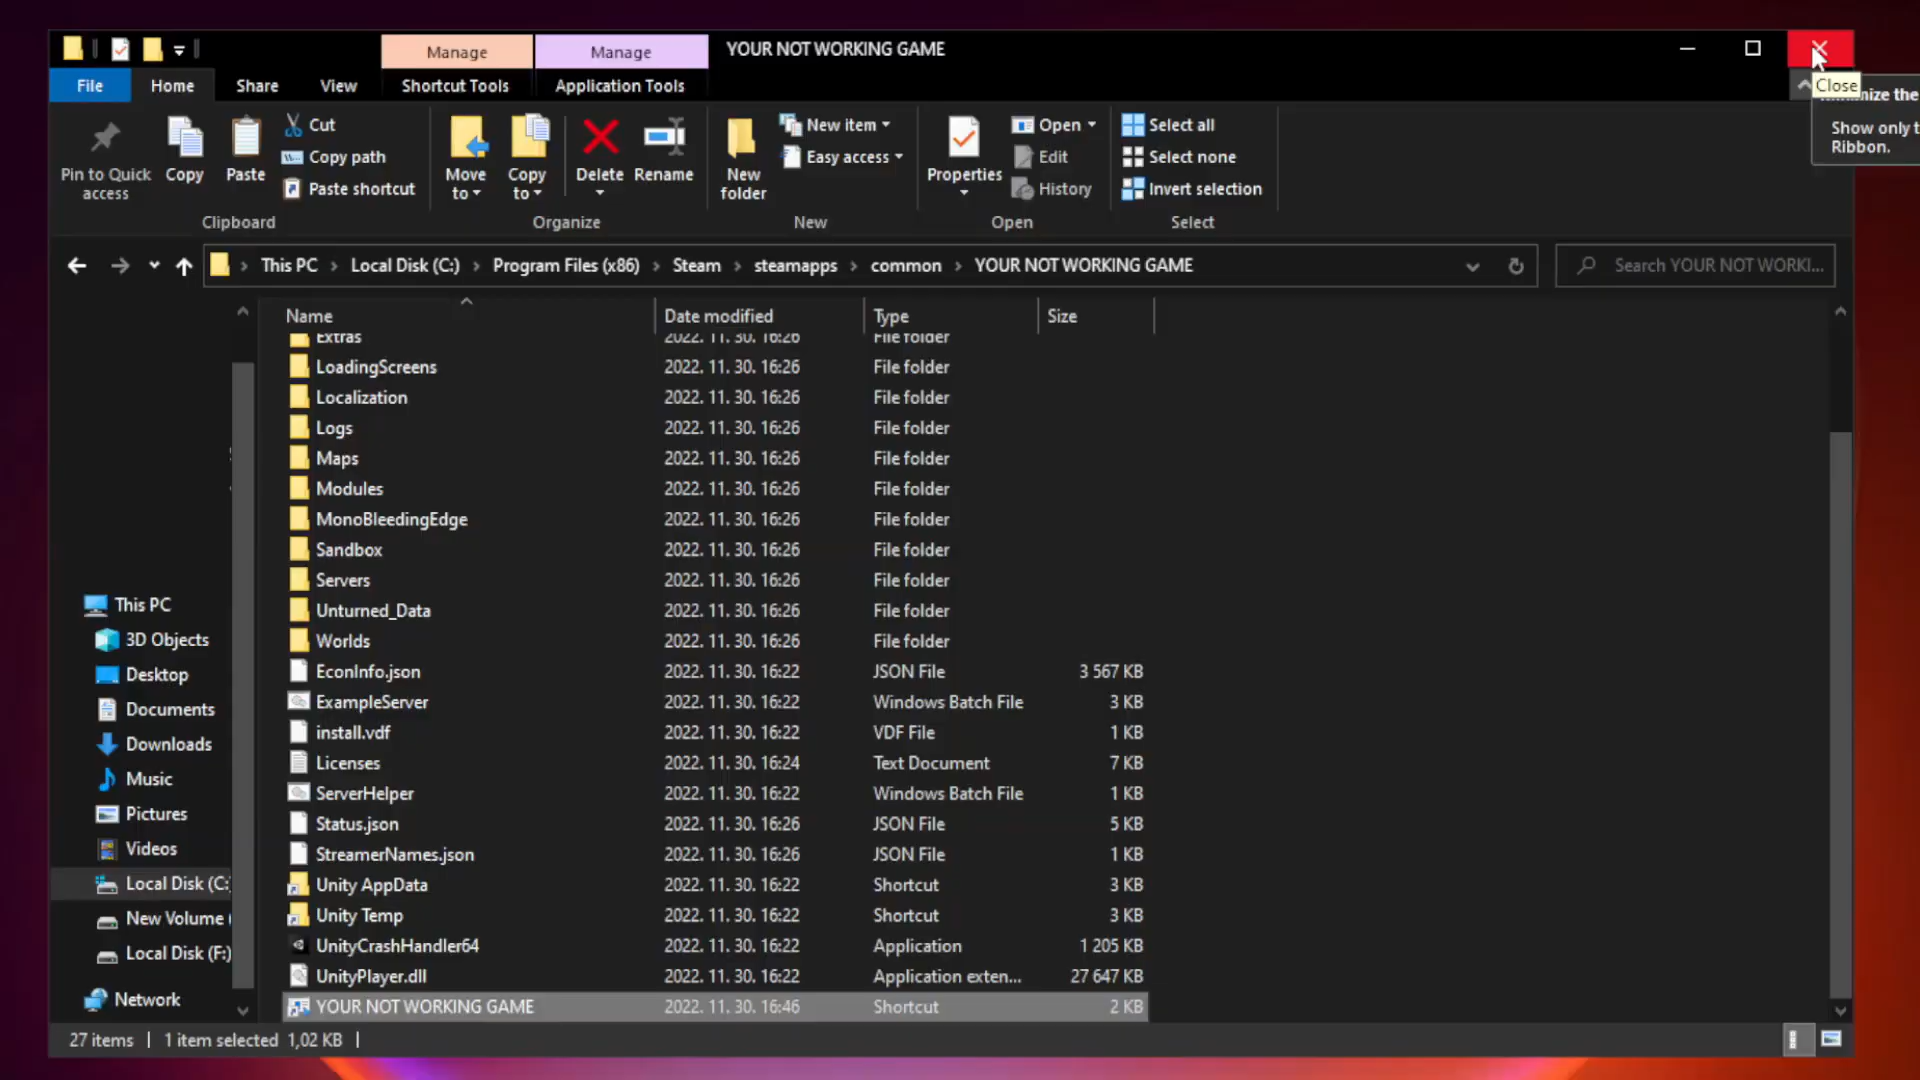 Manage
Manage
YOUR NOT WORKING GAME
File
Home
Share
View
Shortcut Tools
Application Tools
Close
Show only t
Ribbon.
Pin to Quick access
Copy
Paste
Cut
Copy path
Paste shortcut
Clipboard
Move to
Copy to
Delete
Rename
Organize
New folder
New item
Easy access
New
Properties
Open
Edit
History
Open
Select all
Select none
Invert selection
Select
This PC
Local Disk (C:)
Program Files (x86)
Steam
steamapps
common
YOUR NOT WORKING GAME
Search YOUR NOT WORKI...
Name Date modified Type Size
Extras 2022. 11. 30. 16:26 File folder
LoadingScreens 2022. 11. 30. 16:26 File folder
Localization 2022. 11. 30. 16:26 File folder
Logs 2022. 11. 30. 16:26 File folder
Maps 2022. 11. 30. 16:26 File folder
Modules 2022. 11. 30. 16:26 File folder
MonoBleedingEdge 2022. 11. 30. 16:26 File folder
Sandbox 2022. 11. 30. 16:26 File folder
Servers 2022. 11. 30. 16:26 File folder
Unturned_Data 2022. 11. 30. 16:26 File folder
Worlds 2022. 11. 30. 16:26 File folder
EconInfo.json 2022. 11. 30. 16:22 JSON File 3 567 KB
ExampleServer 2022. 11. 30. 16:22 Windows Batch File 3 KB
install.vdf 2022. 11. 30. 16:22 VDF File 1 KB
Licenses 2022. 11. 30. 16:24 Text Document 7 KB
ServerHelper 2022. 11. 30. 16:22 Windows Batch File 1 KB
Status.json 2022. 11. 30. 16:26 JSON File 5 KB
StreamerNames.json 2022. 11. 30. 16:26 JSON File 1 KB
Unity AppData 2022. 11. 30. 16:22 Shortcut 3 KB
Unity Temp 2022. 11. 30. 16:22 Shortcut 3 KB
UnityCrashHandler64 2022. 11. 30. 16:22 Application 1 205 KB
UnityPlayer.dll 2022. 11. 30. 16:22 Application exten... 27 647 KB
YOUR NOT WORKING GAME 2022. 11. 30. 16:46 Shortcut 2 KB
This PC
3D Objects
Desktop
Documents
Downloads
Music
Pictures
Videos
Local Disk (C:
New Volume (
Local Disk (F:)
Network
27 items
1 item selected 1,02 KB